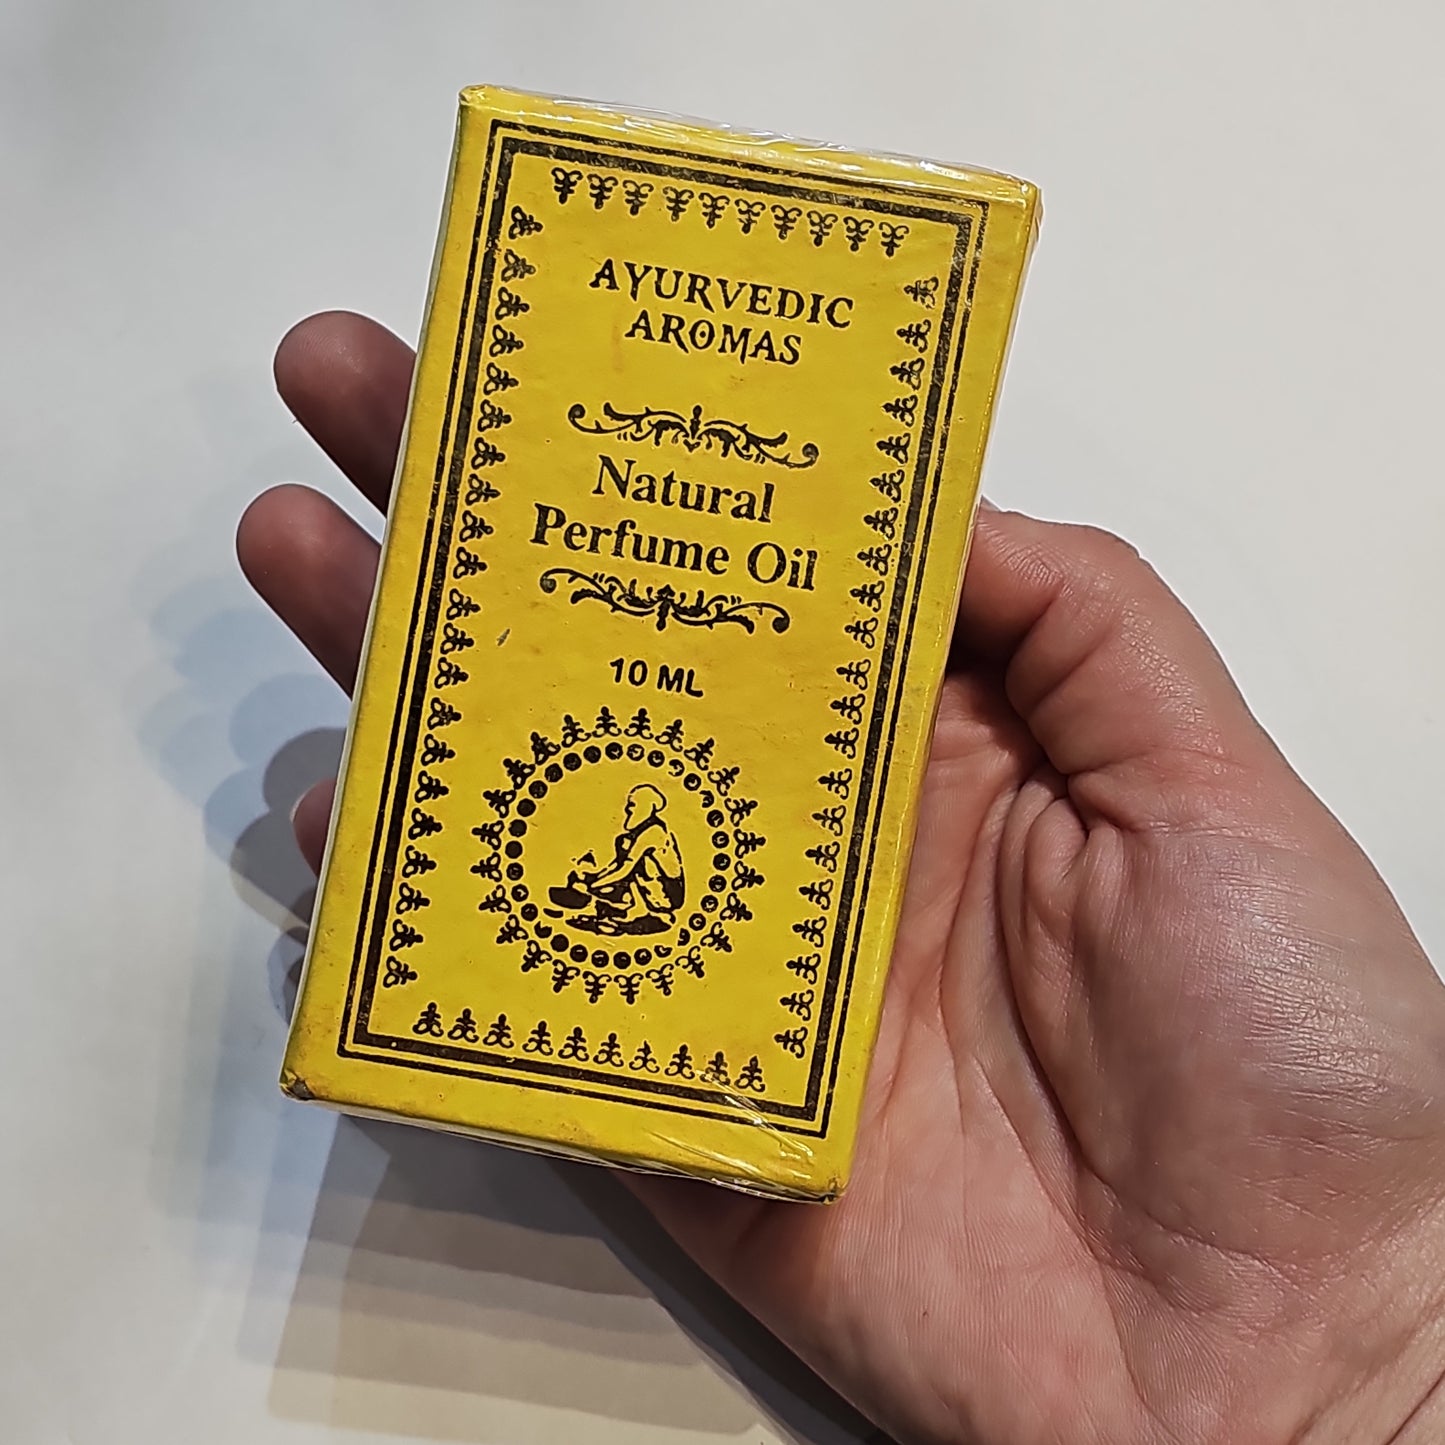 AYURVEDIC
AROMAS
Natural
Perfume Oil
10 ML